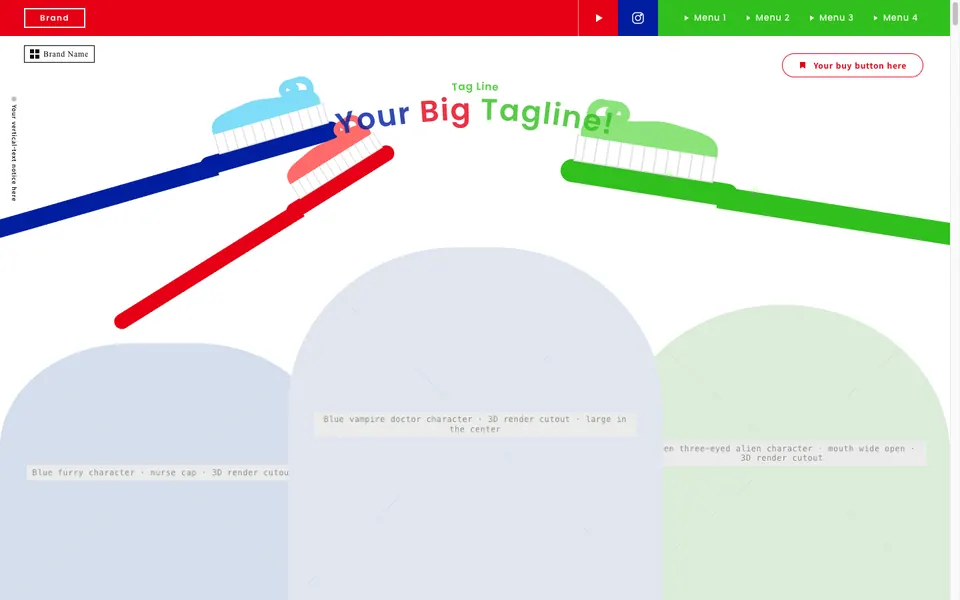 Brand
Menu 1
Menu 2
Menu 3
Menu 4
Brand Name
Your buy button here
Your vertical-text notice here
Tag Line
Your Big Tagline!
Blue vampire doctor character · 3D render cutout · large in
the center
en three-eyed alien character · mouth wide open ·
3D render cutout
Blue furry character · nurse cap · 3D render cutou